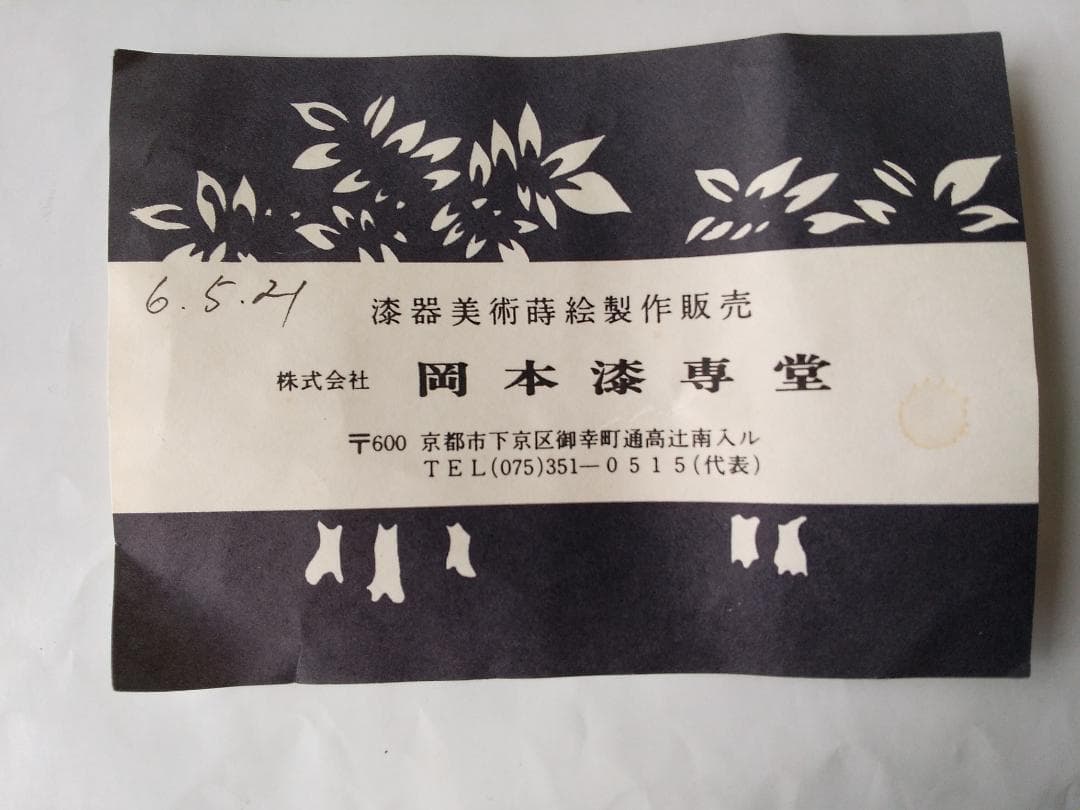 6.5.21
漆器美術蒔絵製作販売
株式会社 岡本漆専堂
〒600 京都市下京区御幸町通高辻南入ル
TEL(075)351-0515(代表)